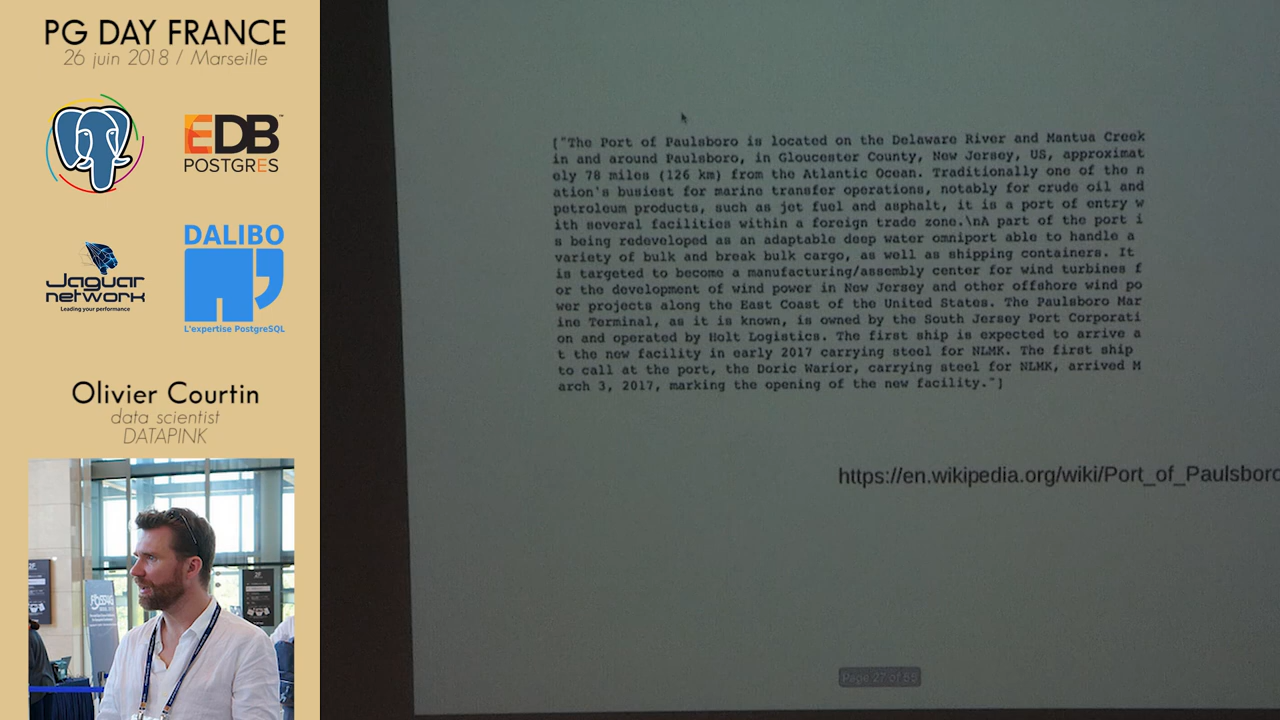 PG DAY FRANCE
26 juin 2018 / Marseille
EDB
POSTGRES
Jaguar
network
Leading your performance
DALIBO
L'expertise PostgreSQL
Olivier Courtin
data scientist
DATAPINK
["The Port of Paulsboro is located on the Delaware River and Mantua Creek
in and around Paulsboro, in Gloucester County, New Jersey, US, approximat
ely 78 miles (126 km) from the Atlantic Ocean. Traditionally one of the n
ation's busiest for marine transfer operations, notably for crude oil and
petroleum products, such as jet fuel and asphalt, it is a port of entry w
ith several facilities within a foreign trade zone.\nA part of the port i
s being redeveloped as an adaptable deep water omniport able to handle a
variety of bulk and break bulk cargo, as well as shipping containers. It
is targeted to become a manufacturing/assembly center for wind turbines f
or the development of wind power in New Jersey and other offshore wind po
wer projects along the East Coast of the United States. The Paulsboro Mar
ine Terminal, as it is known, is owned by the South Jersey Port Corporati
on and operated by Holt Logistics. The first ship is expected to arrive a
t the new facility in early 2017 carrying steel for NLMK. The first ship
to call at the port, the Doric Warior, carrying steel for NLMK, arrived M
arch 3, 2017, marking the opening of the new facility."]
https://en.wikipedia.org/wiki/Port_of_Paulsboro
Page 27 of 55